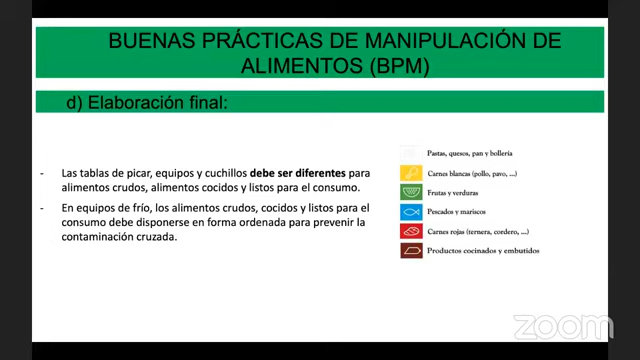 BUENAS PRÁCTICAS DE MANIPULACIÓN DE
ALIMENTOS (BPM)
d) Elaboración final:
- Las tablas de picar, equipos y cuchillos debe ser diferentes para
alimentos crudos, alimentos cocidos y listos para el consumo.
- En equipos de frío, los alimentos crudos, cocidos y listos para el
consumo debe disponerse en forma ordenada para prevenir la
contaminación cruzada.
Pastas, quesos, pan y bollería
Carnes blancas (pollo, pavo, ...)
Frutas y verduras
Pescados y mariscos
Carnes rojas (ternera, cordero, ...)
Productos cocinados y embutidos
zoom